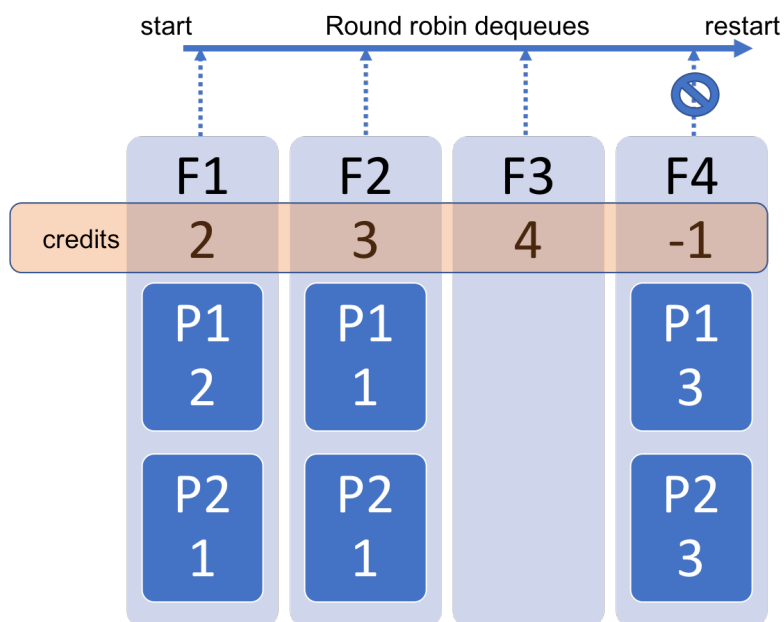 start Round robin dequeues restart
F1 F2 F3 F4
credits 2 3 4 -1
P1 P1 P1
2 1 3
P2 P2 P2
1 1 3